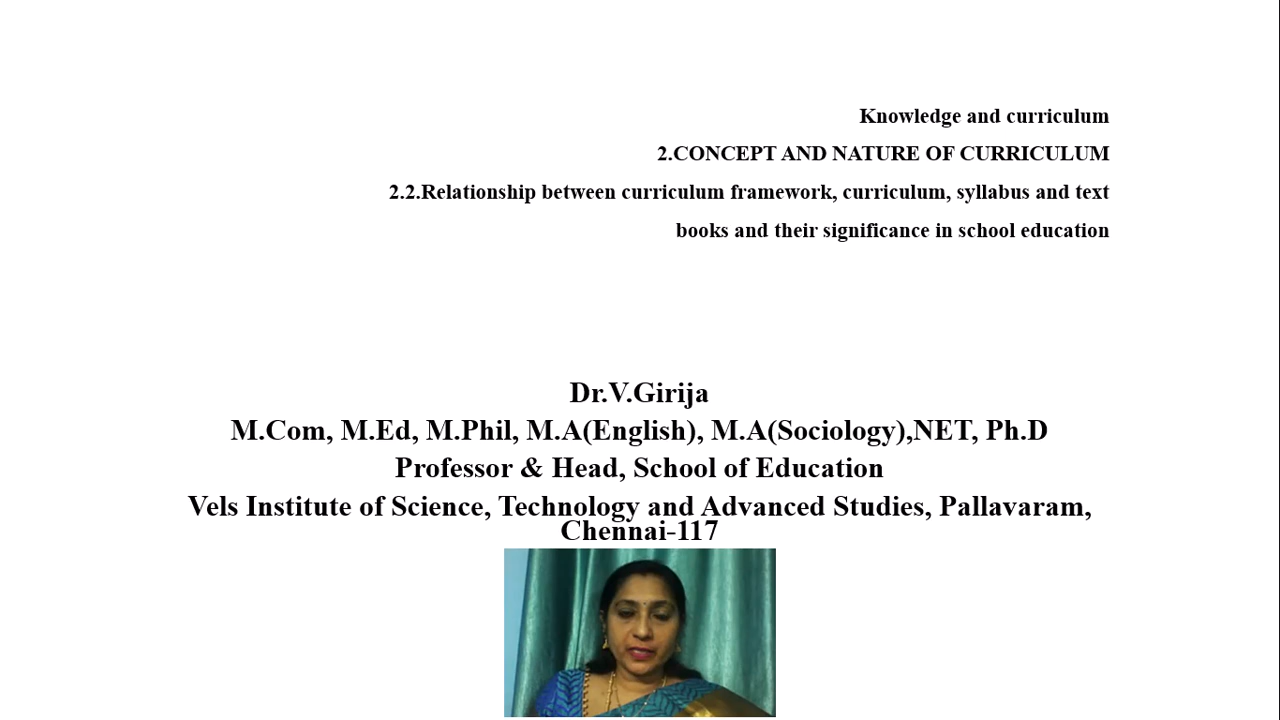 Knowledge and curriculum
2.CONCEPT AND NATURE OF CURRICULUM
2.2.Relationship between curriculum framework, curriculum, syllabus and text
books and their significance in school education
Dr.V.Girija
M.Com, M.Ed, M.Phil, M.A(English), M.A(Sociology),NET, Ph.D
Professor & Head, School of Education
Vels Institute of Science, Technology and Advanced Studies, Pallavaram,
Chennai-117